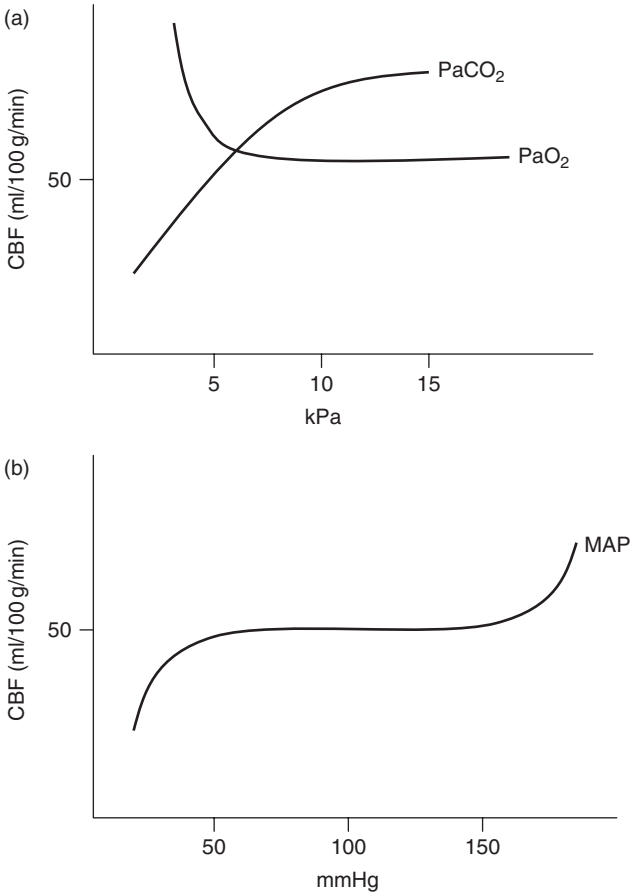 (a)
CBF (ml/100 g/min)
PaCO₂
PaO₂
50
5 10 15
kPa
(b)
CBF (ml/100 g/min)
MAP
50
50 100 150
mmHg